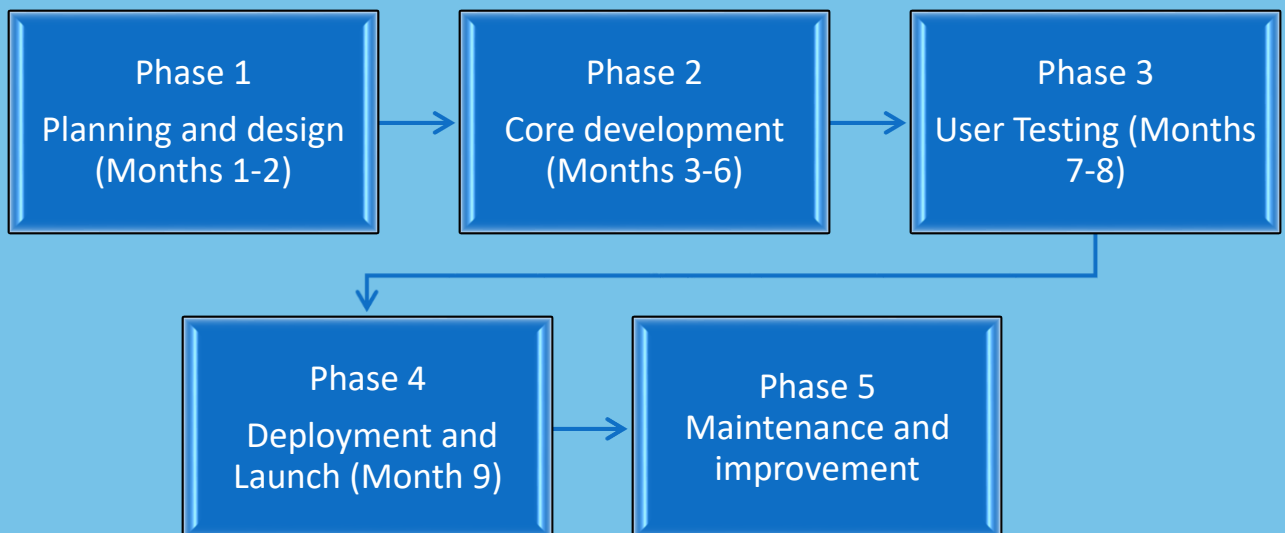 Phase 1
Planning and design
(Months 1-2)
Phase 2
Core development
(Months 3-6)
Phase 3
User Testing (Months
7-8)
Phase 4
Deployment and
Launch (Month 9)
Phase 5
Maintenance and
improvement